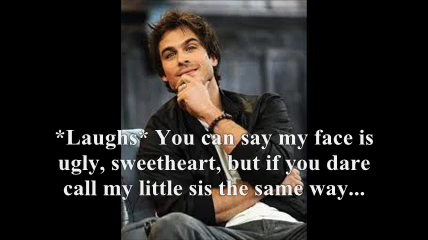 *Laughs* You can say my face is
ugly, sweetheart, but if you dare
call my little sis the same way...